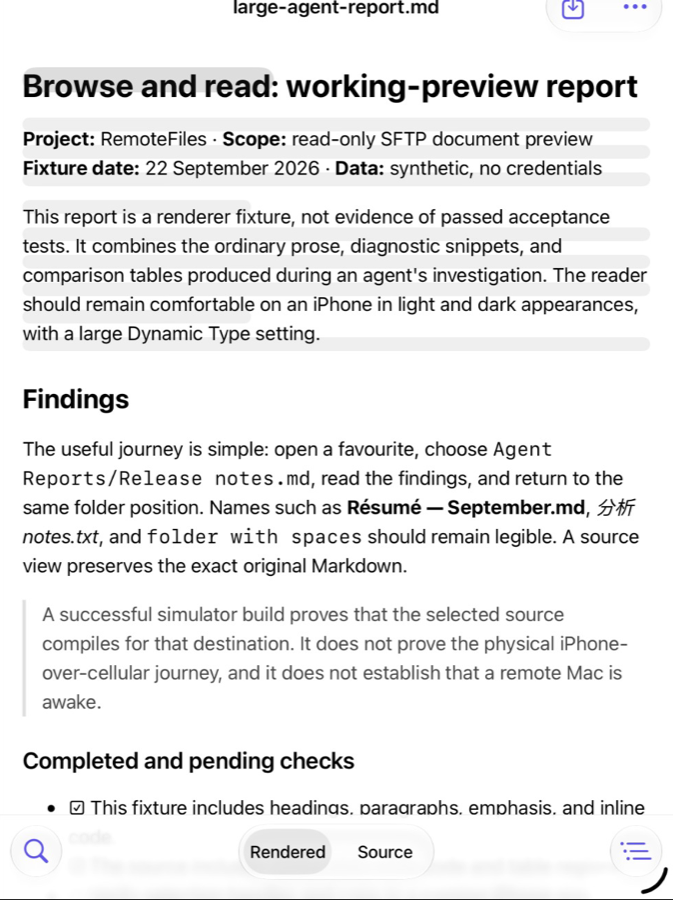 large-agent-report.md
Browse and read: working-preview report
Project: RemoteFiles · Scope: read-only SFTP document preview
Fixture date: 22 September 2026 · Data: synthetic, no credentials
This report is a renderer fixture, not evidence of passed acceptance
tests. It combines the ordinary prose, diagnostic snippets, and
comparison tables produced during an agent's investigation. The reader
should remain comfortable on an iPhone in light and dark appearances,
with a large Dynamic Type setting.
Findings
The useful journey is simple: open a favourite, choose Agent
Reports/Release notes.md, read the findings, and return to the
same folder position. Names such as Résumé — September.md, 分析
notes.txt, and folder with spaces should remain legible. A source
view preserves the exact original Markdown.
A successful simulator build proves that the selected source
compiles for that destination. It does not prove the physical iPhone-
over-cellular journey, and it does not establish that a remote Mac is
awake.
Completed and pending checks
• ☑ This fixture includes headings, paragraphs, emphasis, and inline
code.
Rendered Source